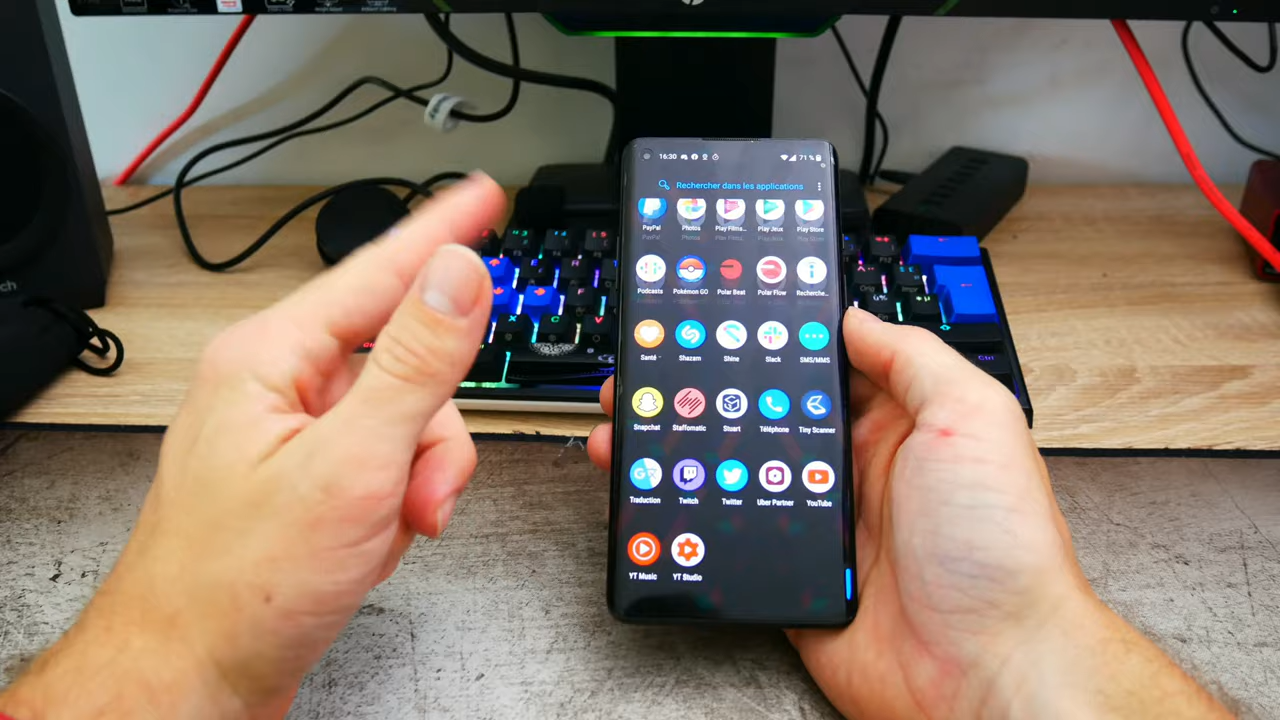 16:30
71 %
Rechercher dans les applications
PayPal Photos Play Films... Play Jeux Play Store
Podcasts Pokémon GO Polar Beat Polar Flow Recherche...
Santé Shazam Shine Slack SMS/MMS
Snapchat Staffomatic Stuart Téléphone Tiny Scanner
Traduction Twitch Twitter Uber Partner YouTube
YT Music YT Studio